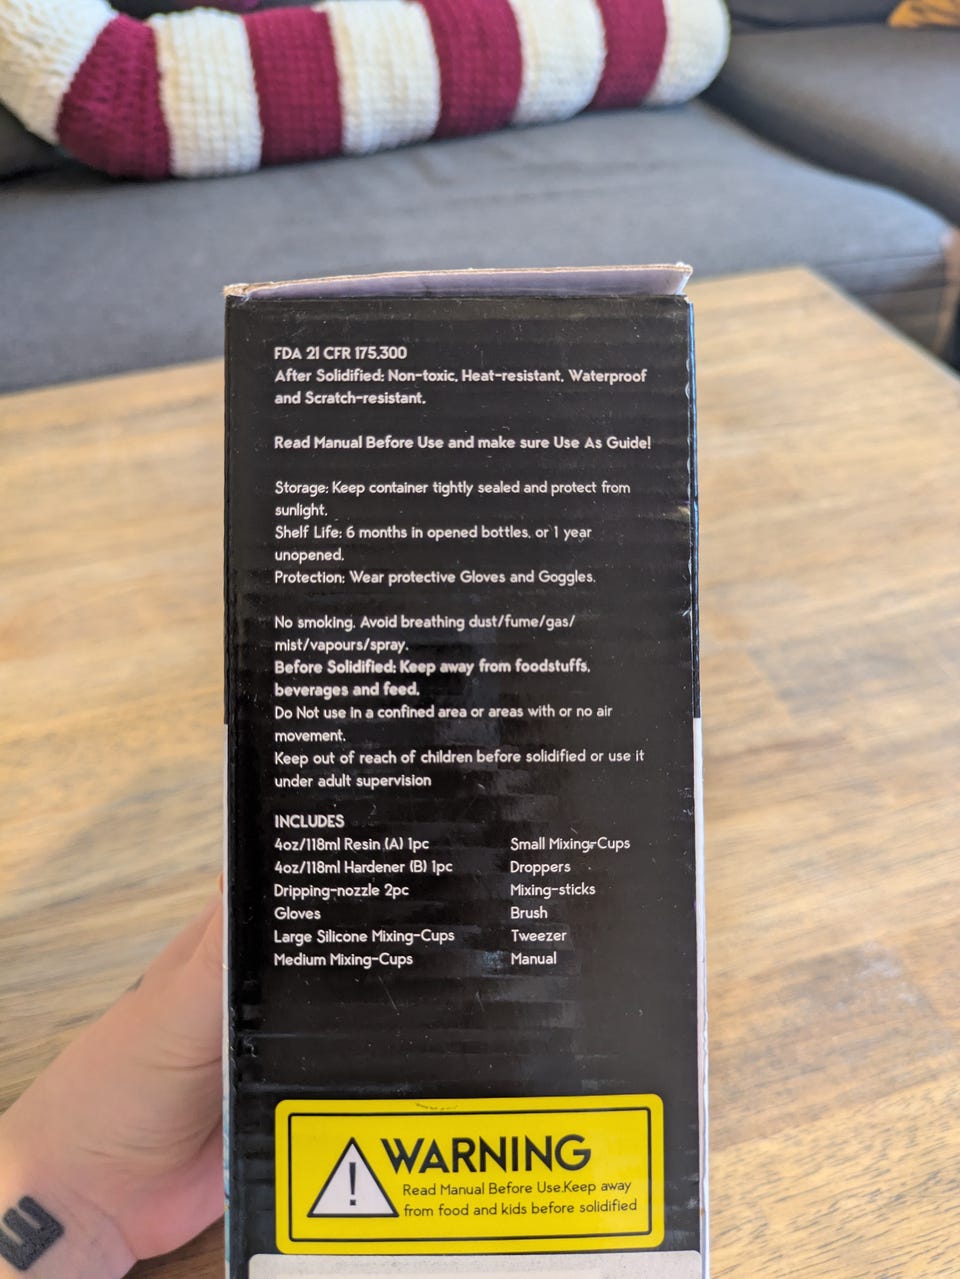 FDA 21 CFR 175.300
After Solidified: Non-toxic, Heat-resistant, Waterproof
and Scratch-resistant.
Read Manual Before Use and make sure Use As Guide!
Storage: Keep container tightly sealed and protect from
sunlight.
Shelf Life: 6 months in opened bottles, or 1 year
unopened.
Protection: Wear protective Gloves and Goggles.
No smoking. Avoid breathing dust/fume/gas/
mist/vapours/spray.
Before Solidified: Keep away from foodstuffs,
beverages and feed.
Do Not use in a confined area or areas with or no air
movement.
Keep out of reach of children before solidified or use it
under adult supervision
INCLUDES
4oz/118ml Resin (A) 1pc
4oz/118ml Hardener (B) 1pc
Dripping-nozzle 2pc
Gloves
Large Silicone Mixing-Cups
Medium Mixing-Cups
Small Mixing-Cups
Droppers
Mixing-sticks
Brush
Tweezer
Manual
WARNING
Read Manual Before Use.Keep away
from food and kids before solidified